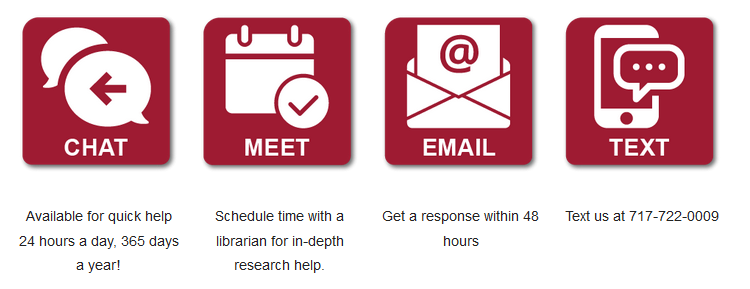 CHAT
MEET
@
EMAIL
TEXT
Available for quick help
24 hours a day, 365 days
a year!
Schedule time with a
librarian for in-depth
research help.
Get a response within 48
hours
Text us at 717-722-0009